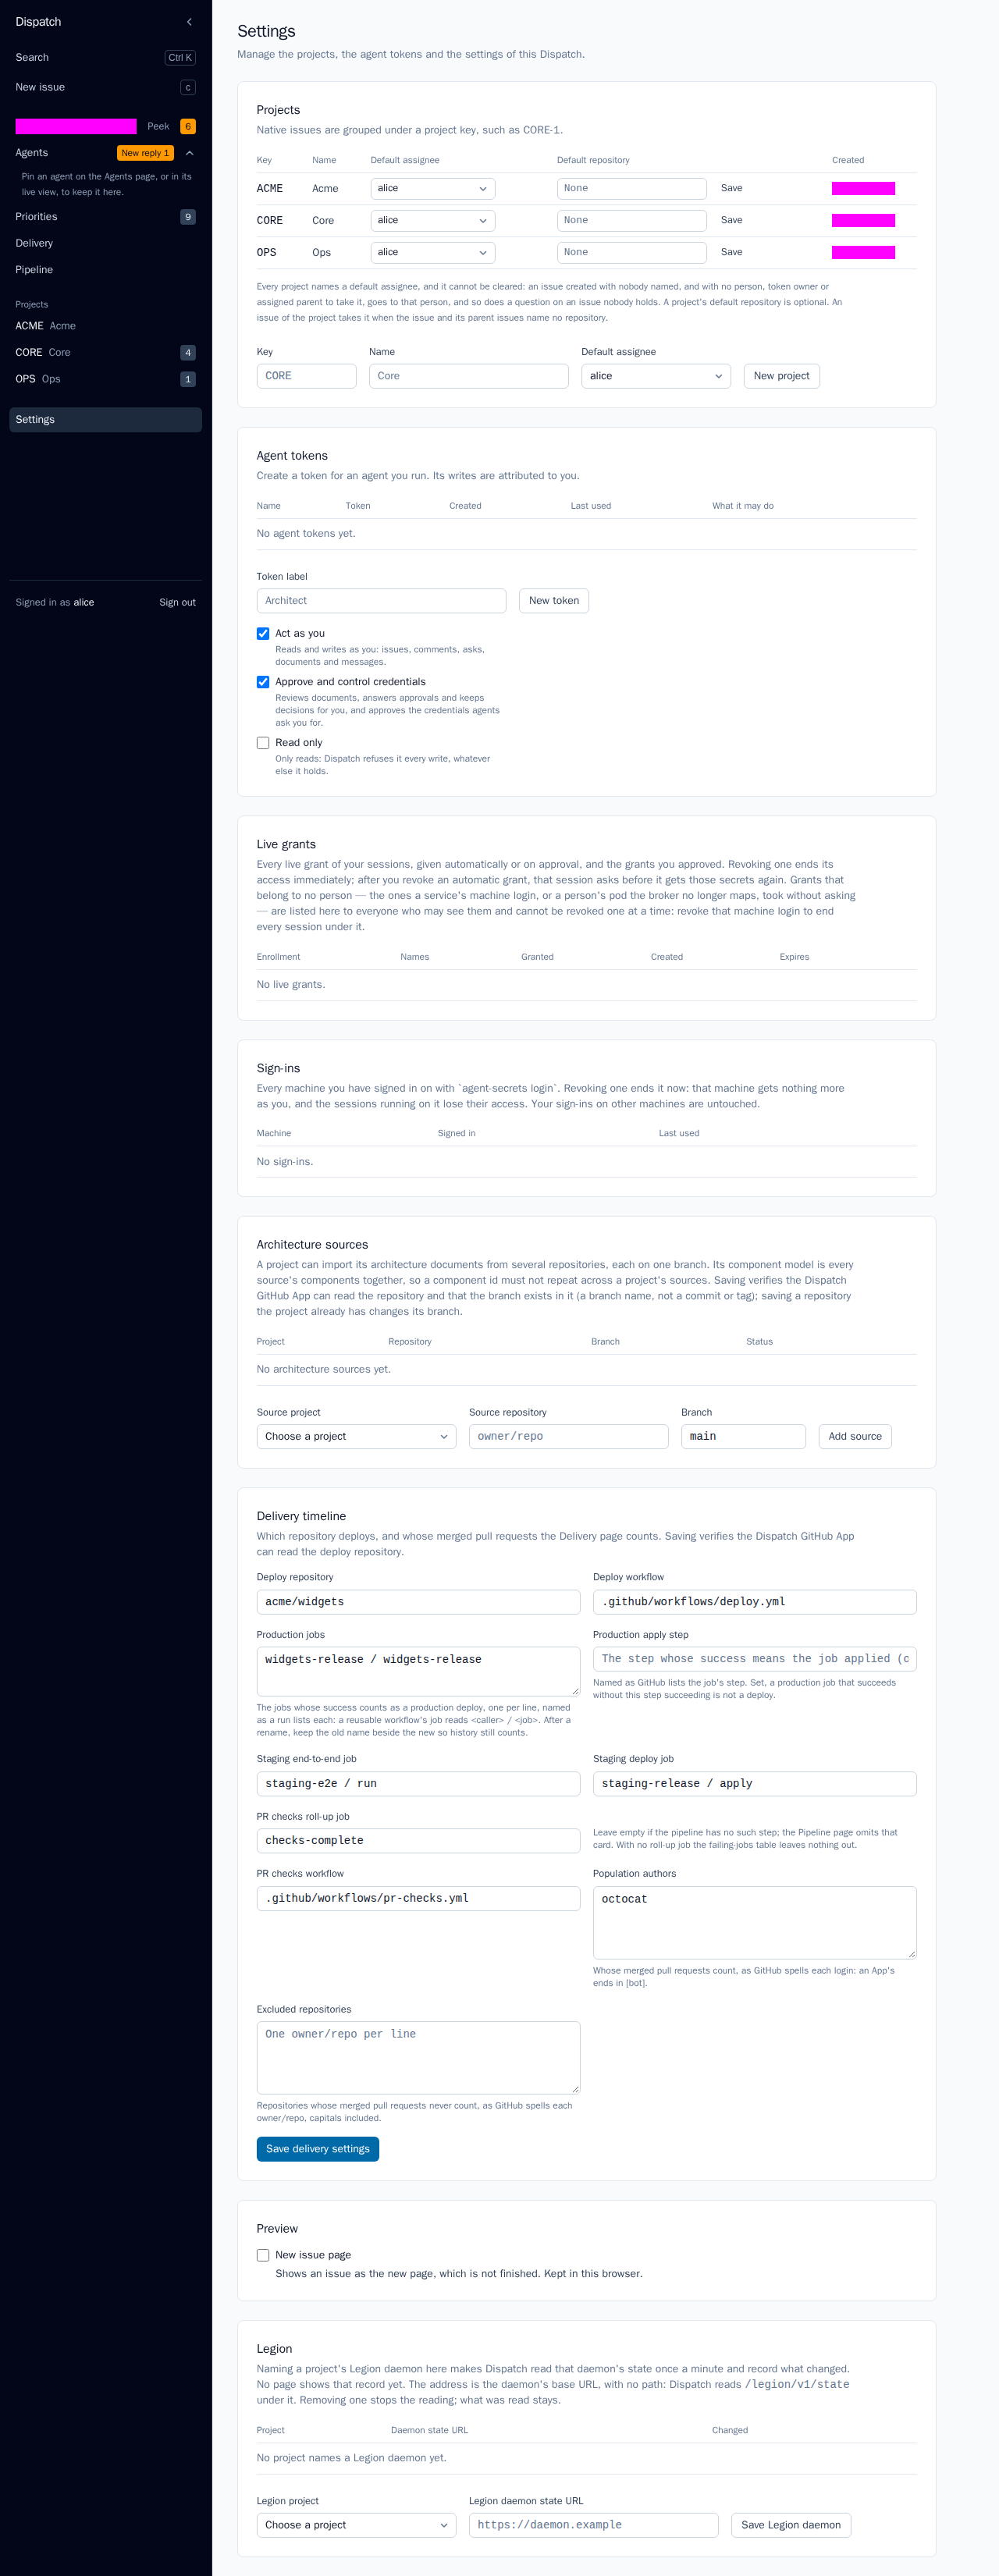 Dispatch
Search Ctrl K
New issue c
Peek 6
Agents New reply 1
Pin an agent on the Agents page, or in its
live view, to keep it here.
Priorities 9
Delivery
Pipeline
Projects
ACME Acme
CORE Core 4
OPS Ops 1
Settings
Signed in as alice Sign out
Settings
Manage the projects, the agent tokens and the settings of this Dispatch.
Projects
Native issues are grouped under a project key, such as CORE-1.
Key Name Default assignee Default repository Created
ACME Acme alice None Save
CORE Core alice None Save
OPS Ops alice None Save
Every project names a default assignee, and it cannot be cleared: an issue created with nobody named, and with no person, token owner or
assigned parent to take it, goes to that person, and so does a question on an issue nobody holds. A project's default repository is optional. An
issue of the project takes it when the issue and its parent issues name no repository.
Key Name Default assignee
CORE Core alice New project
Agent tokens
Create a token for an agent you run. Its writes are attributed to you.
Name Token Created Last used What it may do
No agent tokens yet.
Token label
Architect New token
Act as you
Reads and writes as you: issues, comments, asks,
documents and messages.
Approve and control credentials
Reviews documents, answers approvals and keeps
decisions for you, and approves the credentials agents
ask you for.
Read only
Only reads: Dispatch refuses it every write, whatever
else it holds.
Live grants
Every live grant of your sessions, given automatically or on approval, and the grants you approved. Revoking one ends its
access immediately; after you revoke an automatic grant, that session asks before it gets those secrets again. Grants that
belong to no person — the ones a service's machine login, or a person's pod the broker no longer maps, took without asking
— are listed here to everyone who may see them and cannot be revoked one at a time: revoke that machine login to end
every session under it.
Enrollment Names Granted Created Expires
No live grants.
Sign-ins
Every machine you have signed in on with `agent-secrets login`. Revoking one ends it now: that machine gets nothing more
as you, and the sessions running on it lose their access. Your sign-ins on other machines are untouched.
Machine Signed in Last used
No sign-ins.
Architecture sources
A project can import its architecture documents from several repositories, each on one branch. Its component model is every
source's components together, so a component id must not repeat across a project's sources. Saving verifies the Dispatch
GitHub App can read the repository and that the branch exists in it (a branch name, not a commit or tag); saving a repository
the project already has changes its branch.
Project Repository Branch Status
No architecture sources yet.
Source project Source repository Branch
Choose a project owner/repo main Add source
Delivery timeline
Which repository deploys, and whose merged pull requests the Delivery page counts. Saving verifies the Dispatch GitHub App
can read the deploy repository.
Deploy repository Deploy workflow
acme/widgets .github/workflows/deploy.yml
Production jobs Production apply step
widgets-release / widgets-release The step whose success means the job applied (o
Named as GitHub lists the job's step. Set, a production job that succeeds
without this step succeeding is not a deploy.
The jobs whose success counts as a production deploy, one per line, named
as a run lists each: a reusable workflow's job reads <caller> / <job>. After a
rename, keep the old name beside the new so history still counts.
Staging end-to-end job Staging deploy job
staging-e2e / run staging-release / apply
PR checks roll-up job
checks-complete
Leave empty if the pipeline has no such step; the Pipeline page omits that
card. With no roll-up job the failing-jobs table leaves nothing out.
PR checks workflow Population authors
.github/workflows/pr-checks.yml octocat
Whose merged pull requests count, as GitHub spells each login: an App's
ends in [bot].
Excluded repositories
One owner/repo per line
Repositories whose merged pull requests never count, as GitHub spells each
owner/repo, capitals included.
Save delivery settings
Preview
New issue page
Shows an issue as the new page, which is not finished. Kept in this browser.
Legion
Naming a project's Legion daemon here makes Dispatch read that daemon's state once a minute and record what changed.
No page shows that record yet. The address is the daemon's base URL, with no path: Dispatch reads /legion/v1/state
under it. Removing one stops the reading; what was read stays.
Project Daemon state URL Changed
No project names a Legion daemon yet.
Legion project Legion daemon state URL
Choose a project https://daemon.example Save Legion daemon